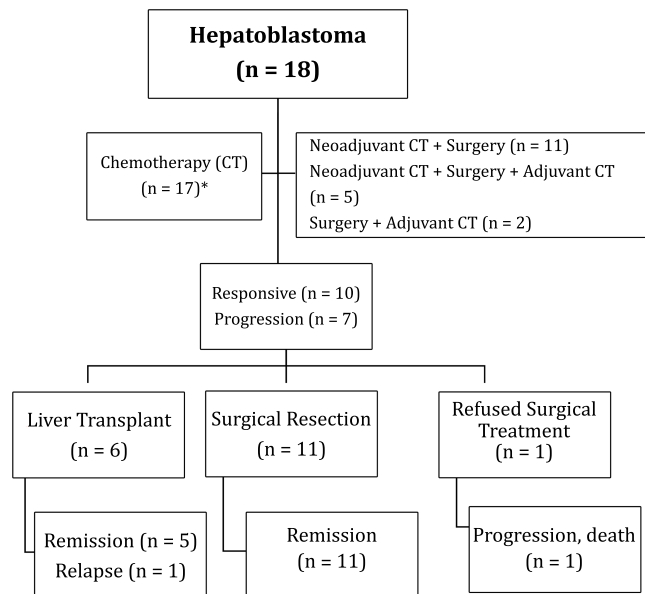 Hepatoblastoma
(n = 18)
Chemotherapy (CT)
(n = 17)*
Neoadjuvant CT + Surgery (n = 11)
Neoadjuvant CT + Surgery + Adjuvant CT
(n = 5)
Surgery + Adjuvant CT (n = 2)
Responsive (n = 10)
Progression (n = 7)
Liver Transplant
(n = 6)
Surgical Resection
(n = 11)
Refused Surgical
Treatment
(n = 1)
Remission (n = 5)
Relapse (n = 1)
Remission
(n = 11)
Progression, death
(n = 1)